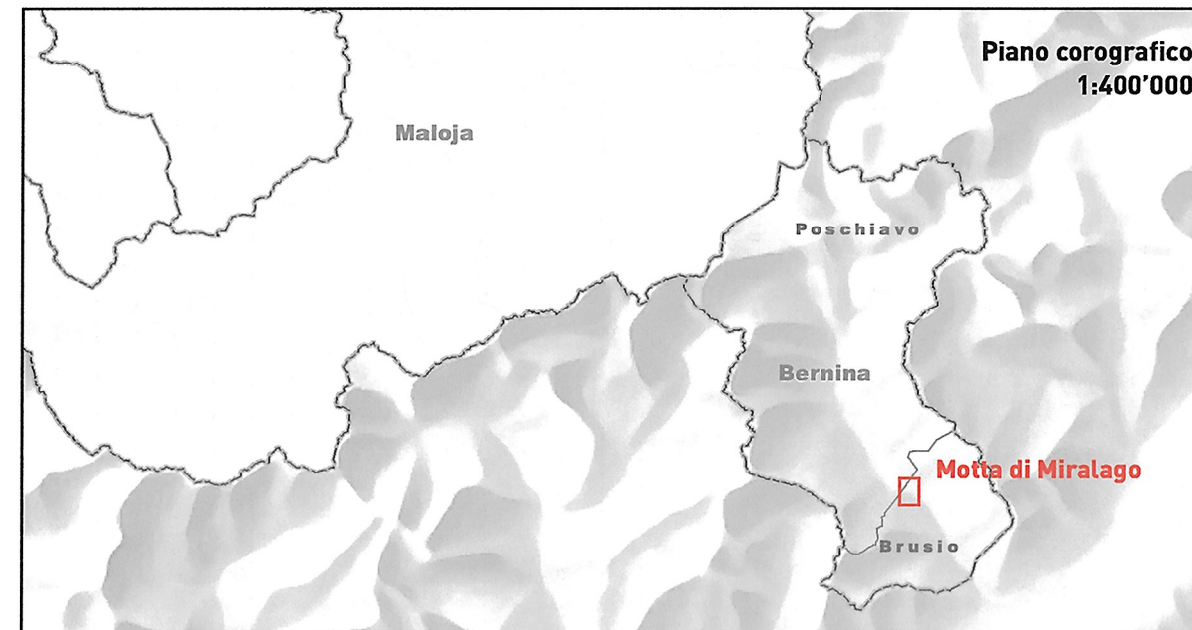 Piano corografico
1:400'000
Maloja
Poschiavo
Bernina
Motta di Miralago
Brusio